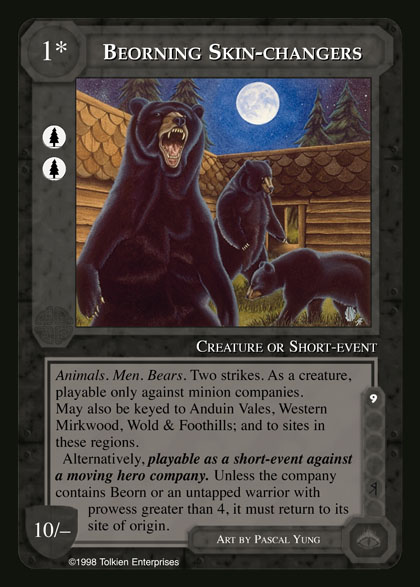 1*
BEORNING SKIN-CHANGERS
CREATURE OR SHORT-EVENT
Animals. Men. Bears. Two strikes. As a creature,
playable only against minion companies.
May also be keyed to Anduin Vales, Western
Mirkwood, Wold & Foothills; and to sites in
these regions.
Alternatively, playable as a short-event against
a moving hero company. Unless the company
contains Beorn or an untapped warrior with
prowess greater than 4, it must return to its
site of origin.
9
10/–
ART BY PASCAL YUNG
©1998 Tolkien Enterprises